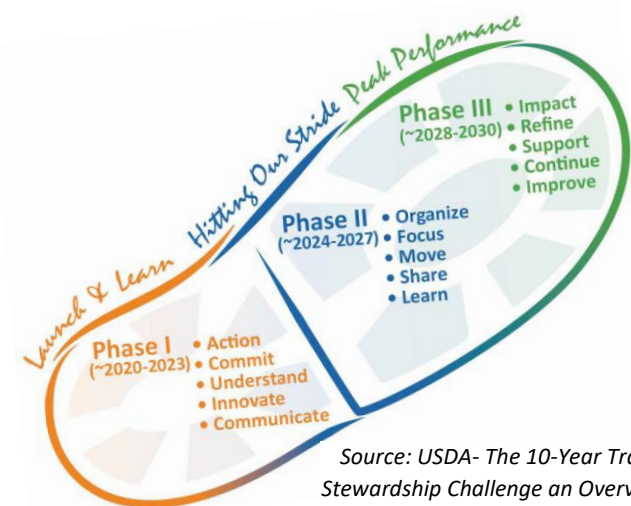 Launch & Learn
Hitting Our Stride
Peak Performance
Phase I
(~2020-2023)
• Action
• Commit
• Understand
• Innovate
• Communicate
Phase II
(~2024-2027)
• Organize
• Focus
• Move
• Share
• Learn
Phase III
(~2028-2030)
• Impact
• Refine
• Support
• Continue
• Improve
Source: USDA- The 10-Year
Stewardship Challenge an